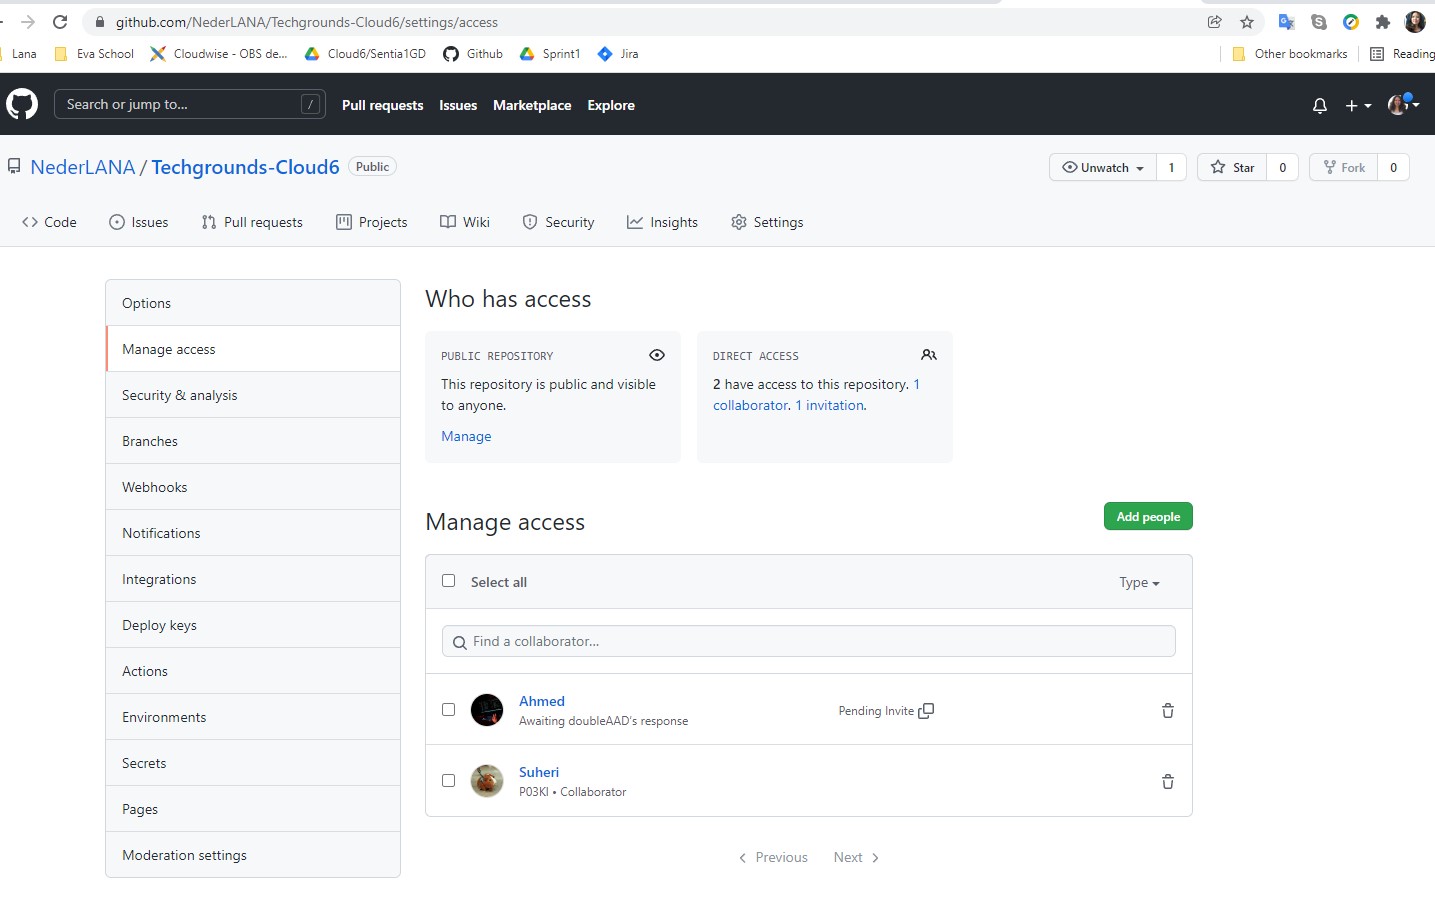 github.com/NederLANA/Techgrounds-Cloud6/settings/access
Lana Eva School Cloudwise - OBS de... Cloud6/Sentia1GD Github Sprint1 Jira Other bookmarks Reading
Search or jump to... / Pull requests Issues Marketplace Explore
NederLANA / Techgrounds-Cloud6 Public Unwatch 1 Star 0 Fork 0
Code Issues Pull requests Projects Wiki Security Insights Settings
Options
Manage access
Security & analysis
Branches
Webhooks
Notifications
Integrations
Deploy keys
Actions
Environments
Secrets
Pages
Moderation settings
Who has access
PUBLIC REPOSITORY
This repository is public and visible
to anyone.
Manage
DIRECT ACCESS
2 have access to this repository. 1
collaborator. 1 invitation.
Manage access
Add people
Select all Type
Find a collaborator...
Ahmed
Awaiting doubleAAD's response Pending Invite
Suheri
P03KI • Collaborator
Previous Next